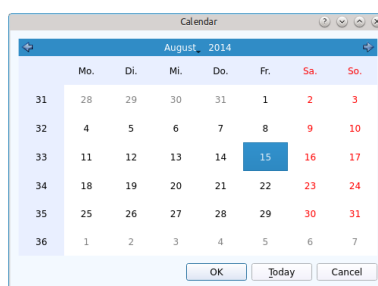 Calendar
August 2014
Mo. Di. Mi. Do. Fr. Sa. So.
31 28 29 30 31 1 2 3
32 4 5 6 7 8 9 10
33 11 12 13 14 15 16 17
34 18 19 20 21 22 23 24
35 25 26 27 28 29 30 31
36 1 2 3 4 5 6 7
OK Today Cancel